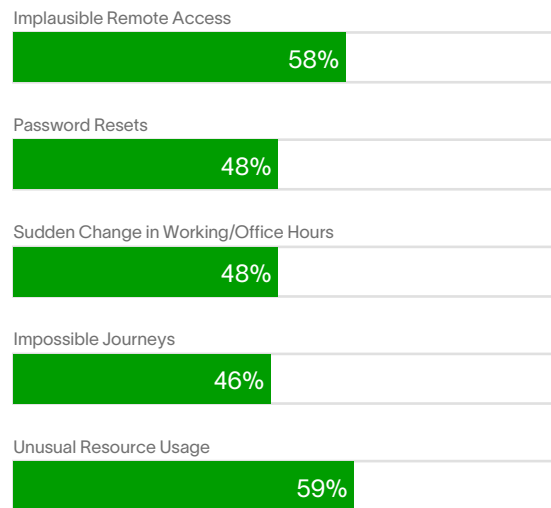 Implausible Remote Access
58%
Password Resets
48%
Sudden Change in Working/Office Hours
48%
Impossible Journeys
46%
Unusual Resource Usage
59%